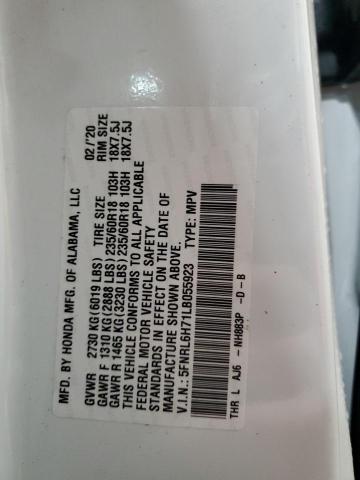 MFD. BY HONDA MFG. OF ALABAMA, LLC 02 /'20
GVWR 2730 KG(6019 LBS) TIRE SIZE RIM SIZE
GAWR F 1310 KG(2888 LBS)235/60R18 103H 18X7.5J
GAWR R 1465 KG(3230 LBS)235/60R18 103H 18X7.5J
THIS VEHICLE CONFORMS TO ALL APPLICABLE
FEDERAL MOTOR VEHICLE SAFETY
STANDARDS IN EFFECT ON THE DATE OF
MANUFACTURE SHOWN ABOVE.
V.I.N.: 5FNRL6H71LB055923 TYPE: MPV
THR L AJ6 -NH883P -D -B